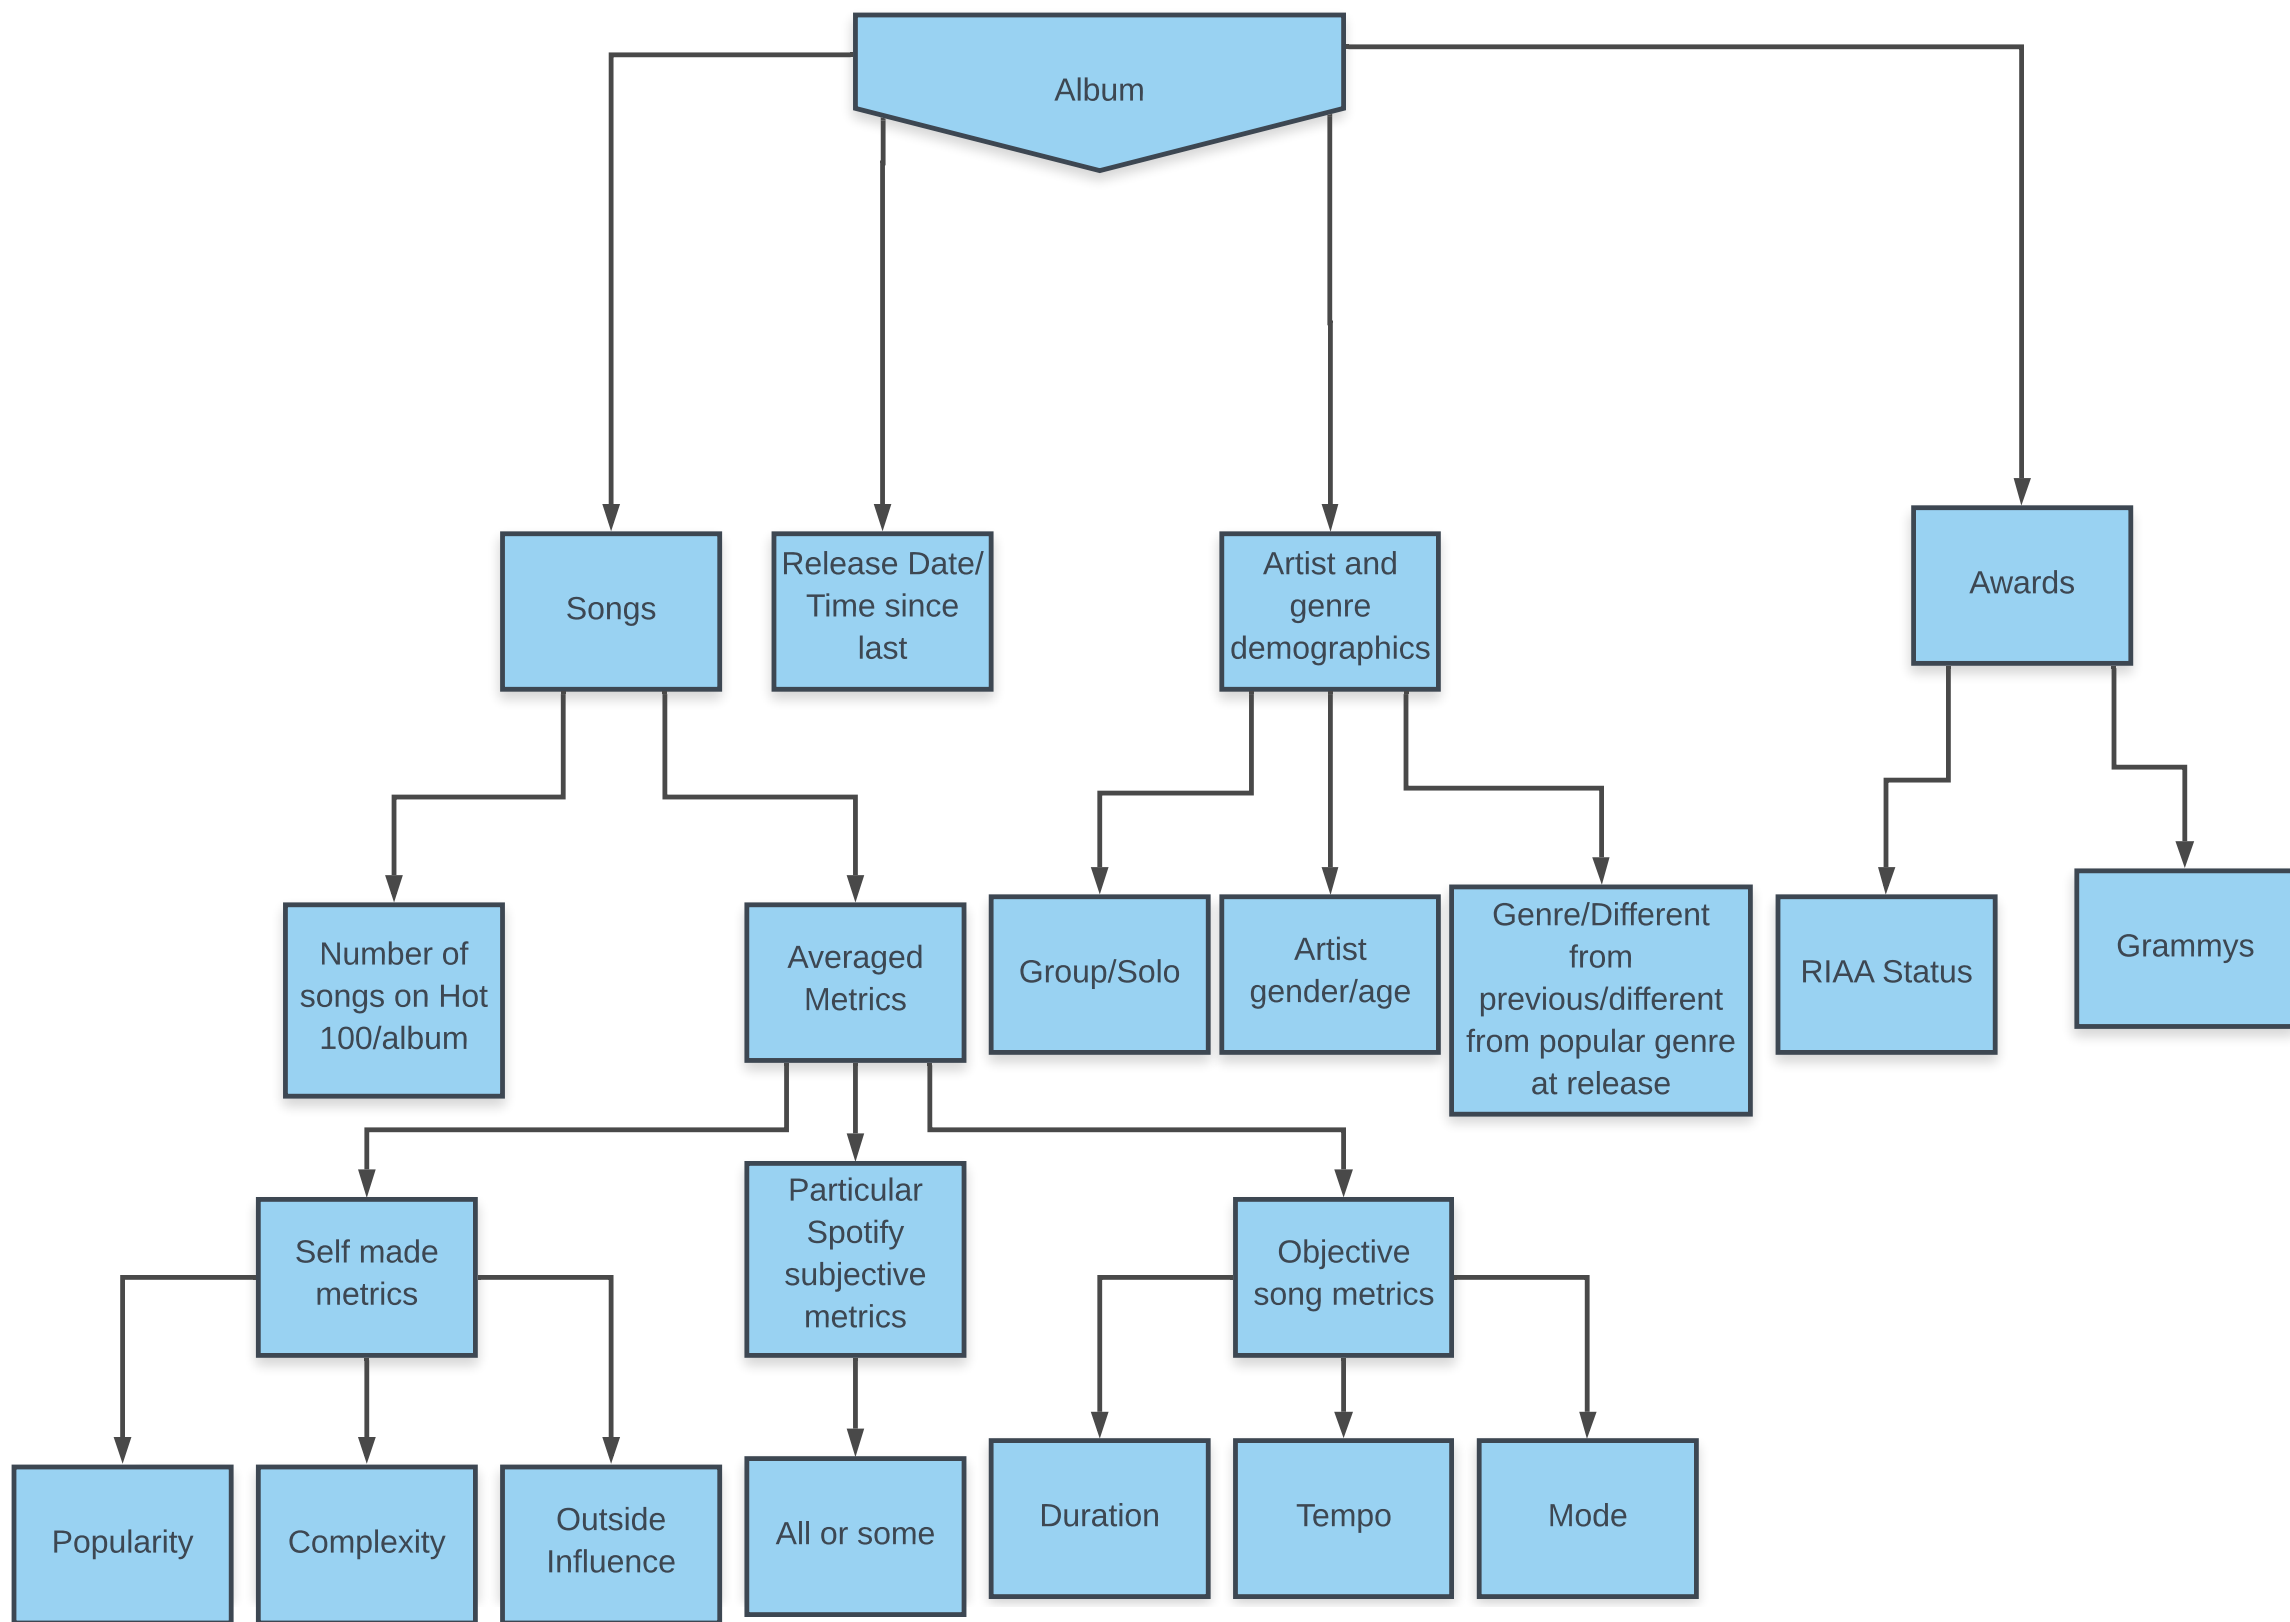 Album
Songs
Release Date/
Time since
last
Artist and
genre
demographics
Awards
Number of
songs on Hot
100/album
Averaged
Metrics
Group/Solo
Artist
gender/age
Genre/Different
from
previous/different
from popular genre
at release
RIAA Status
Grammys
Self made
metrics
Particular
Spotify
subjective
metrics
Objective
song metrics
Popularity
Complexity
Outside
Influence
All or some
Duration
Tempo
Mode